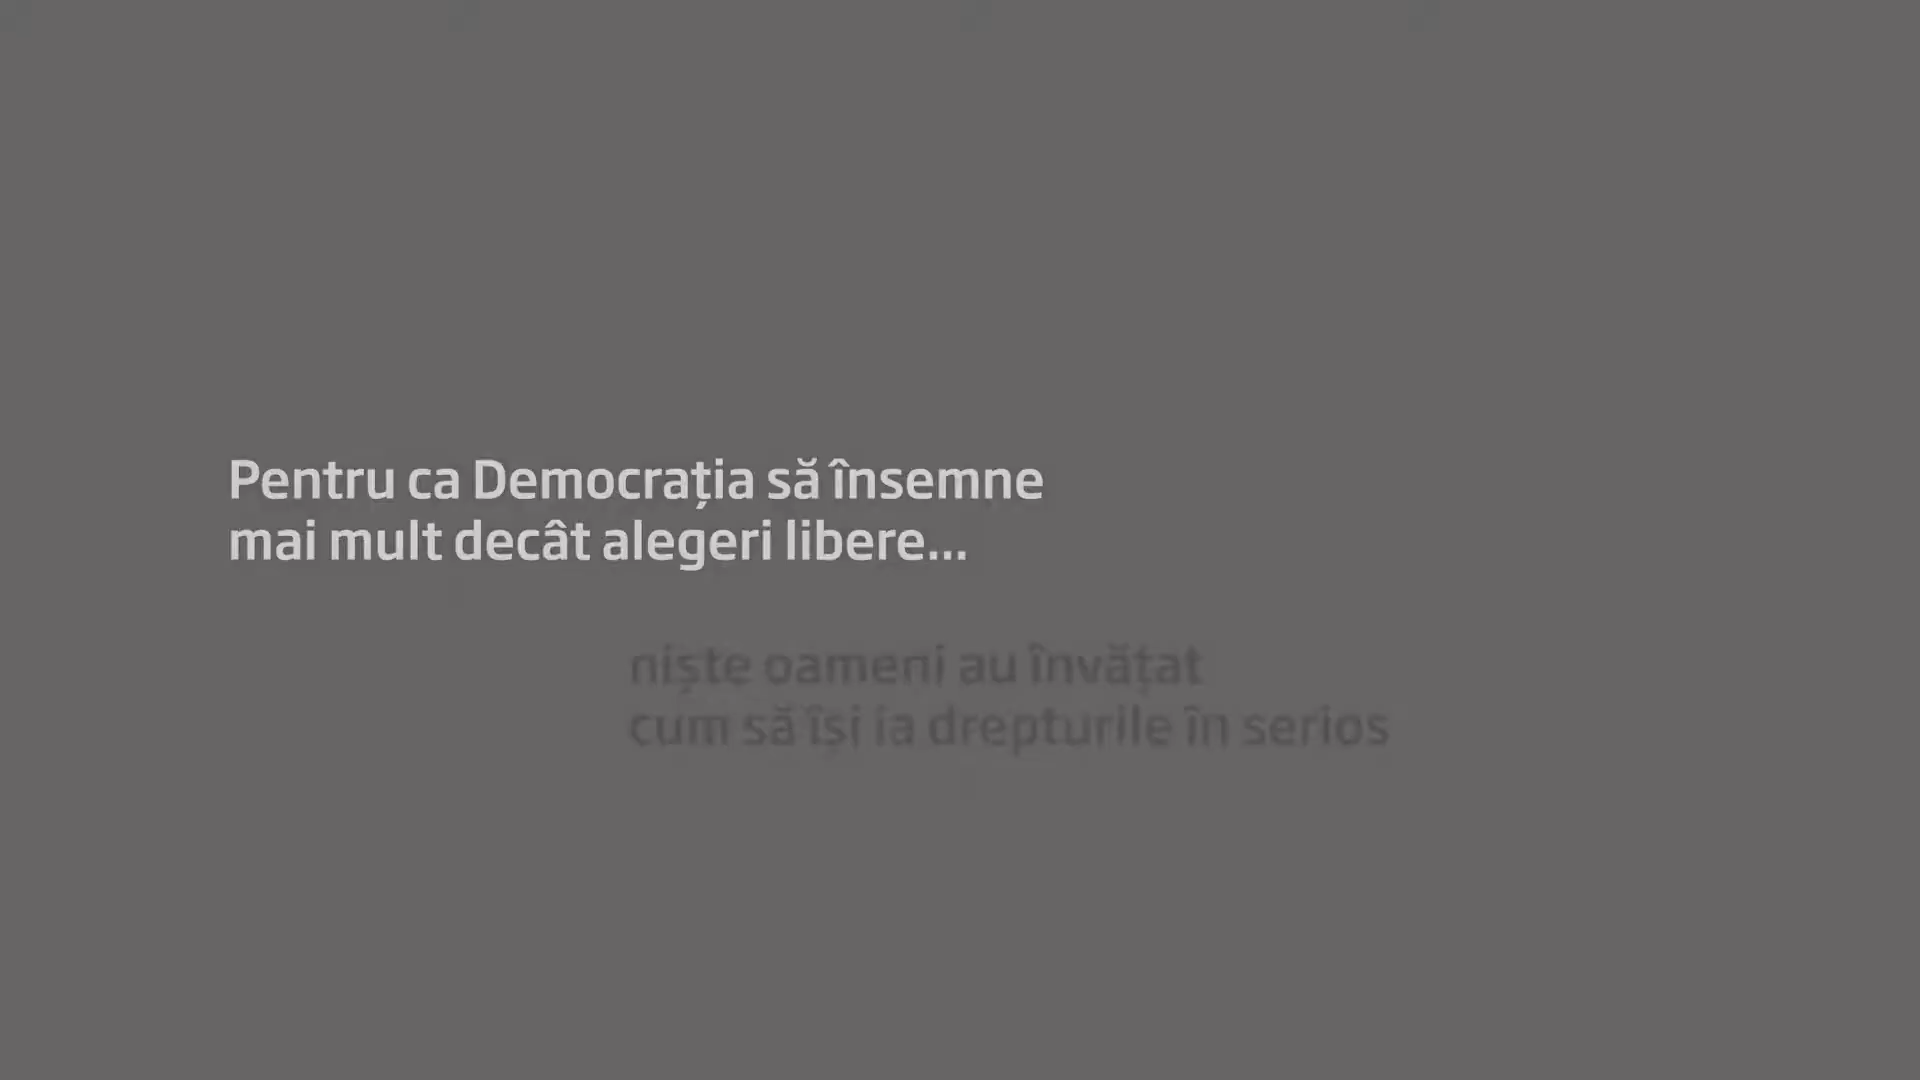 Pentru ca Democrația să însemne
mai mult decât alegeri libere...
niște oameni au învățat
cum să își ia drepturile în serios